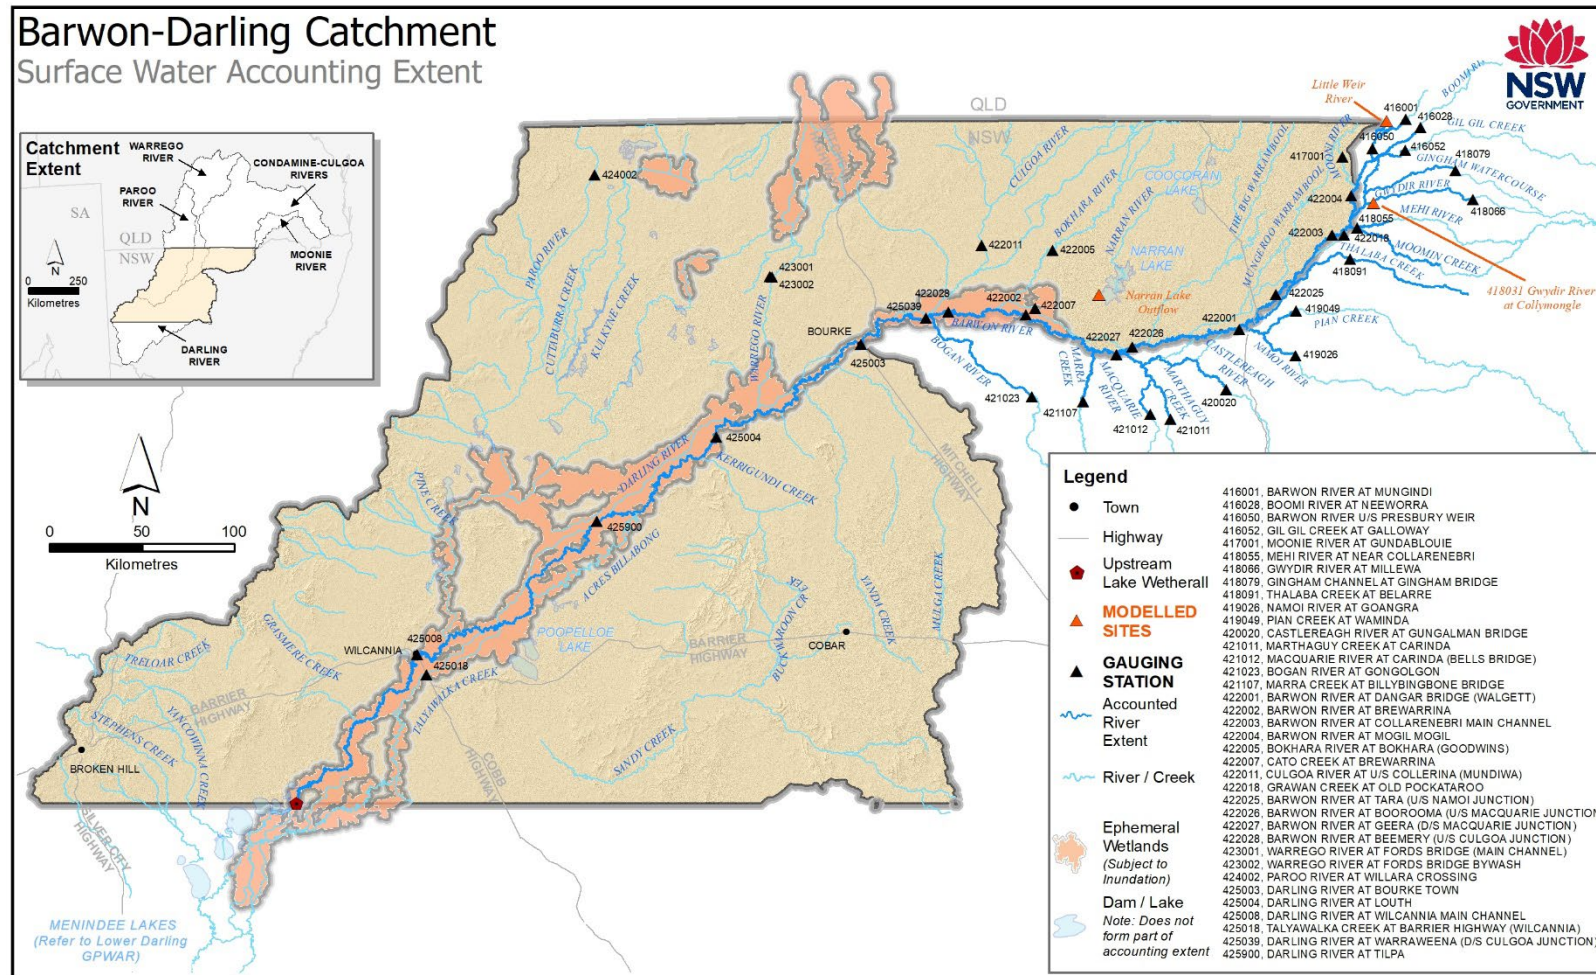 Barwon-Darling Catchment
Surface Water Accounting Extent
NSW
GOVERNMENT
Catchment
Extent
WARREGO
RIVER
CONDAMINE-CULGOA
RIVERS
PAROO
RIVER
SA
QLD
NSW
MOONIE
RIVER
N
0 250
Kilometres
DARLING
RIVER
N
0 50 100
Kilometres
QLD
NSW
Little Weir
River
416001
416028
GIL GIL CREEK
416050
416052
417001
418079
GINGHAM WATERCOURSE
GWYDIR RIVER
418066
422004
418055
MEHI RIVER
422003
422018
MOOMIN CREEK
THALABA CREEK
418091
418031 Gwydir River
at Collymongle
MOONIE RIVER
THE BIG WARRAMBOOL
MUNGEROO WARRAMBOOL
424002
CULGOA RIVER
COOCORAN
LAKE
BOKHARA RIVER
NARRAN RIVER
422011
422005
NARRAN
LAKE
Narran Lake
Outflow
PAROO RIVER
CUTTABURRA CREEK
KULKYNE CREEK
423001
423002
WARREGO RIVER
422028
425039
422002
422007
BARWON RIVER
BOURKE
425003
422025
419049
PIAN CREEK
422001
422026
422027
NAMOI RIVER
419026
CASTLEREAGH
RIVER
BOGAN RIVER
MARRA
CREEK
MACQUARIE
RIVER
MARTHAGUY
CREEK
420020
421023
421107
421012
421011
425004
DARLING RIVER
KERRIGUNDI CREEK
MITCHELL
HIGHWAY
PINE CREEK
425900
ACRES BILLABONG
YANDA CREEK
MULGA CREEK
BUCKWAROON CREEK
POOPELLOE
LAKE
BARRIER
HIGHWAY
COBAR
425008
WILCANNIA
425018
TALYAWALKA CREEK
GRASMERE CREEK
TRELOAR CREEK
STEPHENS CREEK
YANCOWINNA CREEK
BARRIER
HIGHWAY
BROKEN HILL
SILVER CITY
HIGHWAY
COBB
HIGHWAY
SANDY CREEK
MENINDEE LAKES
(Refer to Lower Darling
GPWAR)
Legend
Town
Highway
Upstream
Lake Wetherall
MODELLED
SITES
GAUGING
STATION
Accounted
River
Extent
River / Creek
Ephemeral
Wetlands
(Subject to
Inundation)
Dam / Lake
Note: Does not
form part of
accounting extent
416001, BARWON RIVER AT MUNGINDI
416028, BOOMI RIVER AT NEEWORRA
416050, BARWON RIVER U/S PRESBURY WEIR
416052, GIL GIL CREEK AT GALLOWAY
417001, MOONIE RIVER AT GUNDABLOUIE
418055, MEHI RIVER AT NEAR COLLARENEBRI
418066, GWYDIR RIVER AT MILLEWA
418079, GINGHAM CHANNEL AT GINGHAM BRIDGE
418091, THALABA CREEK AT BELARRE
419026, NAMOI RIVER AT GOANGRA
419049, PIAN CREEK AT WAMINDA
420020, CASTLEREAGH RIVER AT GUNGALMAN BRIDGE
421011, MARTHAGUY CREEK AT CARINDA
421012, MACQUARIE RIVER AT CARINDA (BELLS BRIDGE)
421023, BOGAN RIVER AT GONGOLGON
421107, MARRA CREEK AT BILLYBINGBONE BRIDGE
422001, BARWON RIVER AT DANGAR BRIDGE (WALGETT)
422002, BARWON RIVER AT BREWARRINA
422003, BARWON RIVER AT COLLARENEBRI MAIN CHANNEL
422004, BARWON RIVER AT MOGIL MOGIL
422005, BOKHARA RIVER AT BOKHARA (GOODWINS)
422007, CATO CREEK AT BREWARRINA
422011, CULGOA RIVER AT U/S COLLERINA (MUNDIWA)
422018, GRAWAN CREEK AT OLD POCKATAROO
422025, BARWON RIVER AT TARA (U/S NAMOI JUNCTION)
422026, BARWON RIVER AT BOOROOMA (U/S MACQUARIE JUNCTION
422027, BARWON RIVER AT GEERA (D/S MACQUARIE JUNCTION)
422028, BARWON RIVER AT BEEMERY (U/S CULGOA JUNCTION)
423001, WARREGO RIVER AT FORDS BRIDGE (MAIN CHANNEL)
423002, WARREGO RIVER AT FORDS BRIDGE BYWASH
424002, PAROO RIVER AT WILLARA CROSSING
425003, DARLING RIVER AT BOURKE TOWN
425004, DARLING RIVER AT LOUTH
425008, DARLING RIVER AT WILCANNIA MAIN CHANNEL
425018, TALYAWALKA CREEK AT BARRIER HIGHWAY (WILCANNIA)
425039, DARLING RIVER AT WARRAWEENA (D/S CULGOA JUNCTION)
425900, DARLING RIVER AT TILPA